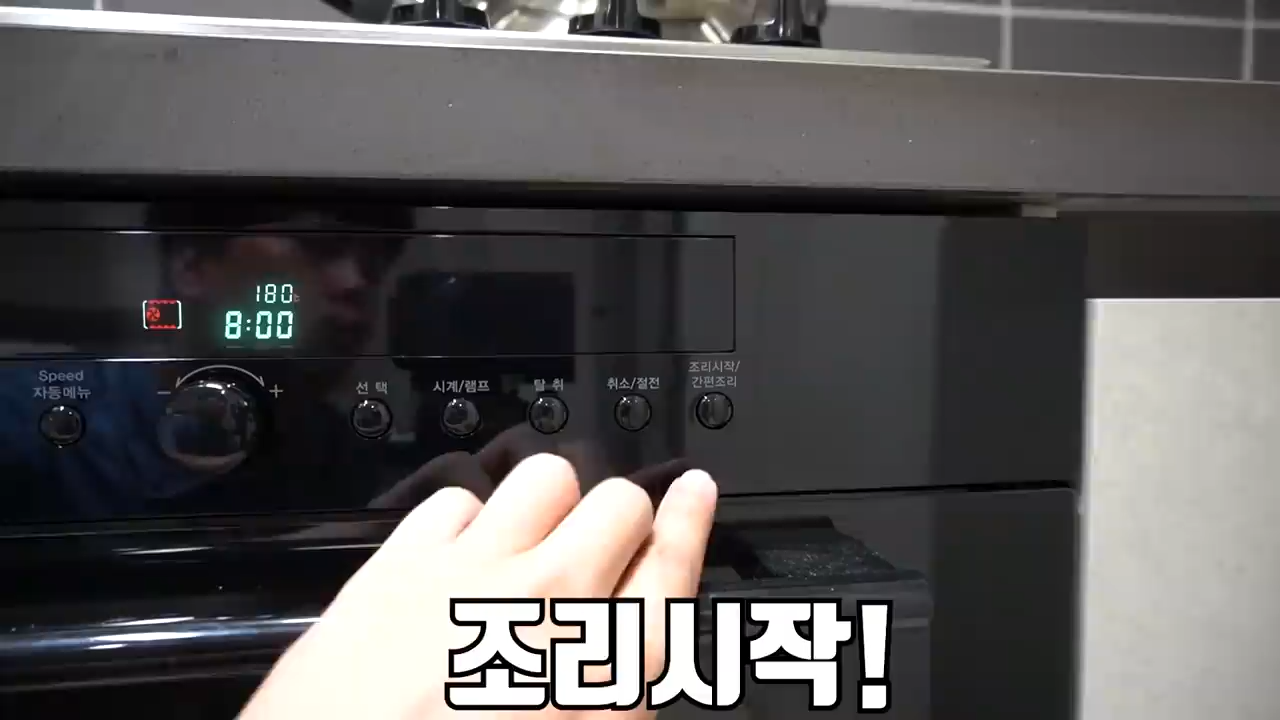 180℃
8:00
Speed
자동메뉴
− +
선택
시계/램프
탈취
취소/절전
조리시작/
간편조리
조리시작!